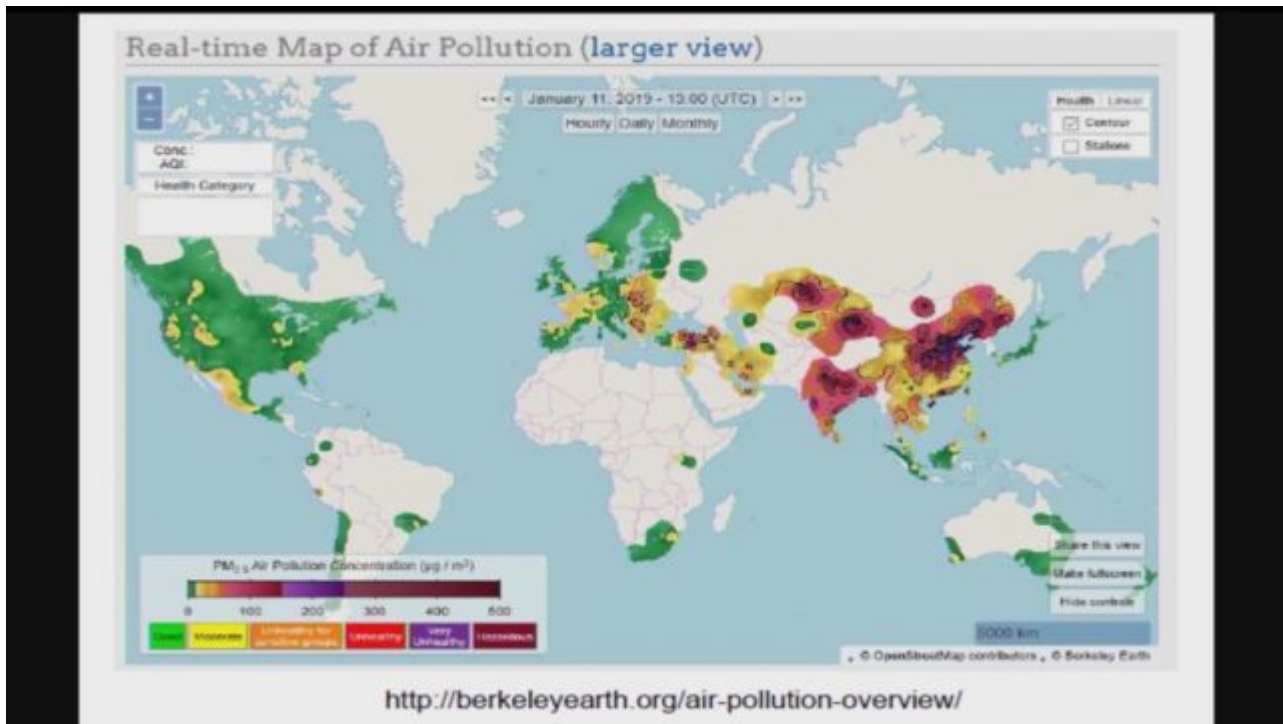 Real-time Map of Air Pollution (larger view)
+
−
<< < January 11, 2019 - 13:00 (UTC) > >>
Hourly Daily Monthly
Health Linear
Contour
Stations
Conc.:
AQI:
Health Category
PM2.5 Air Pollution Concentration (µg / m³)
0 100 200 300 400 500
Good Moderate Unhealthy for sensitive groups Unhealthy Very Unhealthy Hazardous
Share this view
Make fullscreen
Hide controls
5000 km
© OpenStreetMap contributors , © Berkeley Earth
http://berkeleyearth.org/air-pollution-overview/